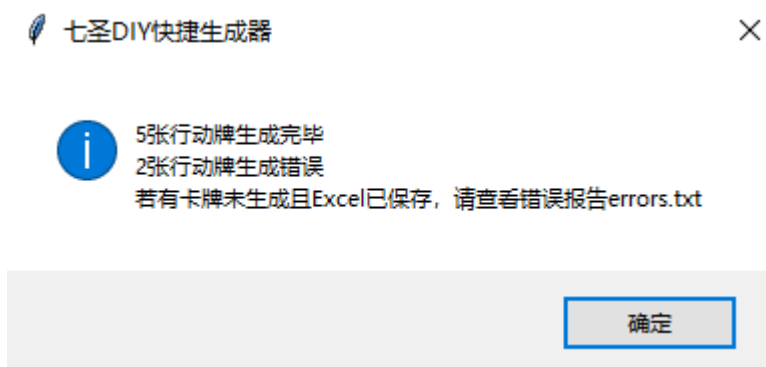 七圣DIY快捷生成器
5张行动牌生成完毕
2张行动牌生成错误
若有卡牌未生成且Excel已保存，请查看错误报告errors.txt
确定